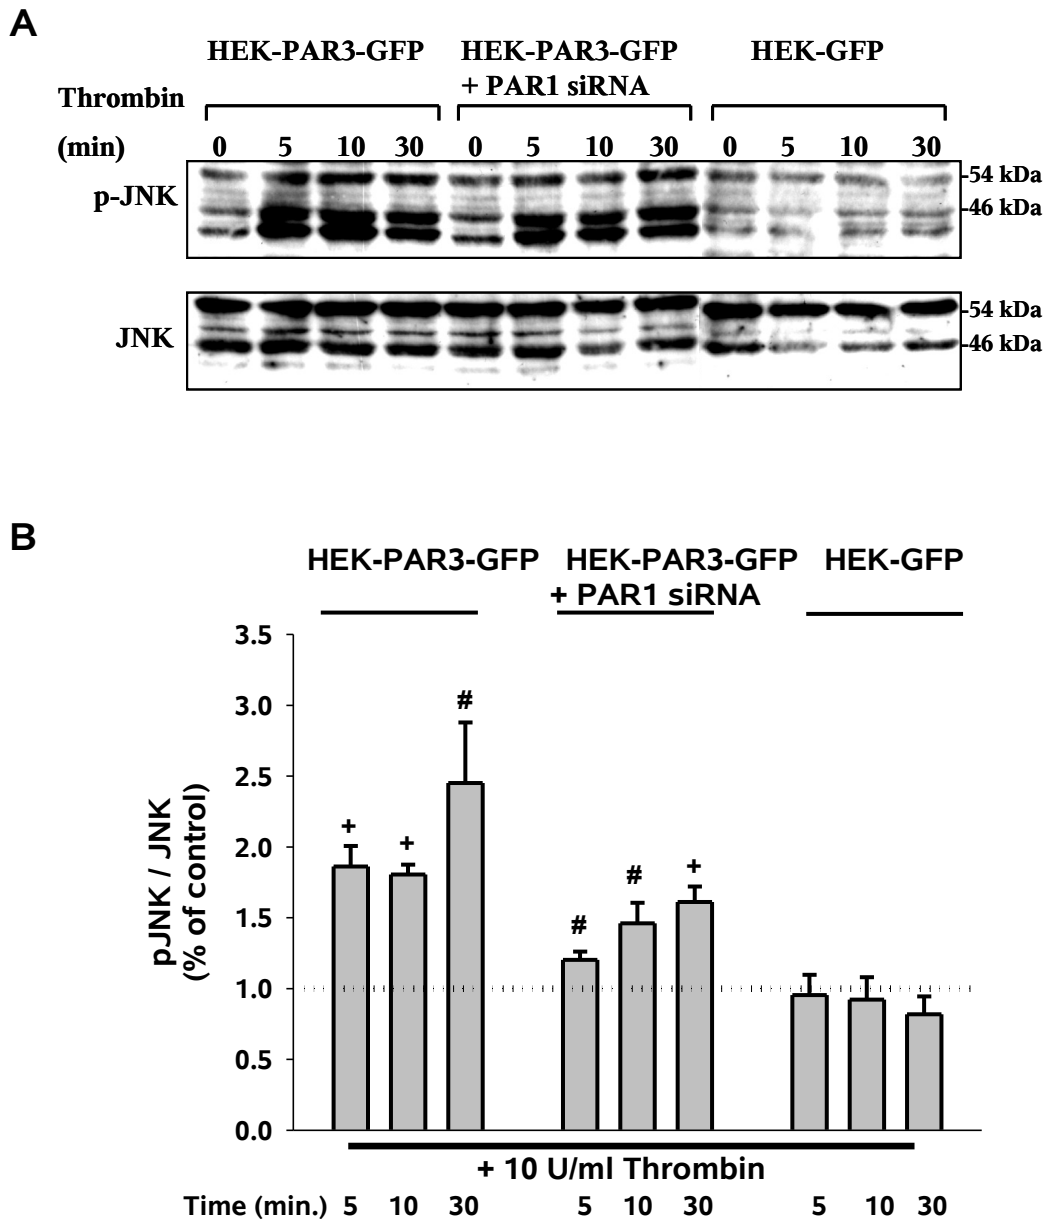 A
HEK-PAR3-GFP HEK-PAR3-GFP HEK-GFP
+ PAR1 siRNA
Thrombin
(min) 0 5 10 30 0 5 10 30 0 5 10 30
p-JNK
-54 kDa
-46 kDa
JNK
-54 kDa
-46 kDa
B
HEK-PAR3-GFP HEK-PAR3-GFP HEK-GFP
+ PAR1 siRNA
pJNK / JNK
(% of control)
3.5
3.0
2.5
2.0
1.5
1.0
0.5
0.0
+ + #
# # +
+ 10 U/ml Thrombin
Time (min.) 5 10 30 5 10 30 5 10 30